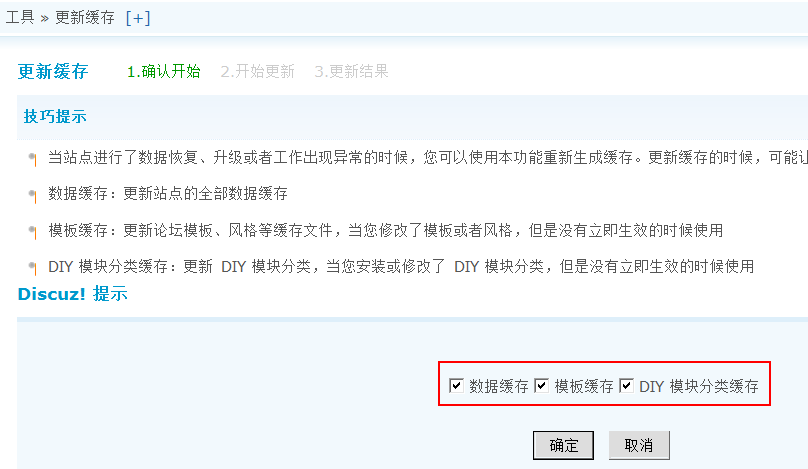 工具 » 更新缓存 [+]
更新缓存 1.确认开始 2.开始更新 3.更新结果
技巧提示
当站点进行了数据恢复、升级或者工作出现异常的时候，您可以使用本功能重新生成缓存。更新缓存的时候，可能让
数据缓存：更新站点的全部数据缓存
模板缓存：更新论坛模板、风格等缓存文件，当您修改了模板或者风格，但是没有立即生效的时候使用
DIY 模块分类缓存：更新 DIY 模块分类，当您安装或修改了 DIY 模块分类，但是没有立即生效的时候使用
Discuz! 提示
数据缓存 模板缓存 DIY 模块分类缓存
确定 取消